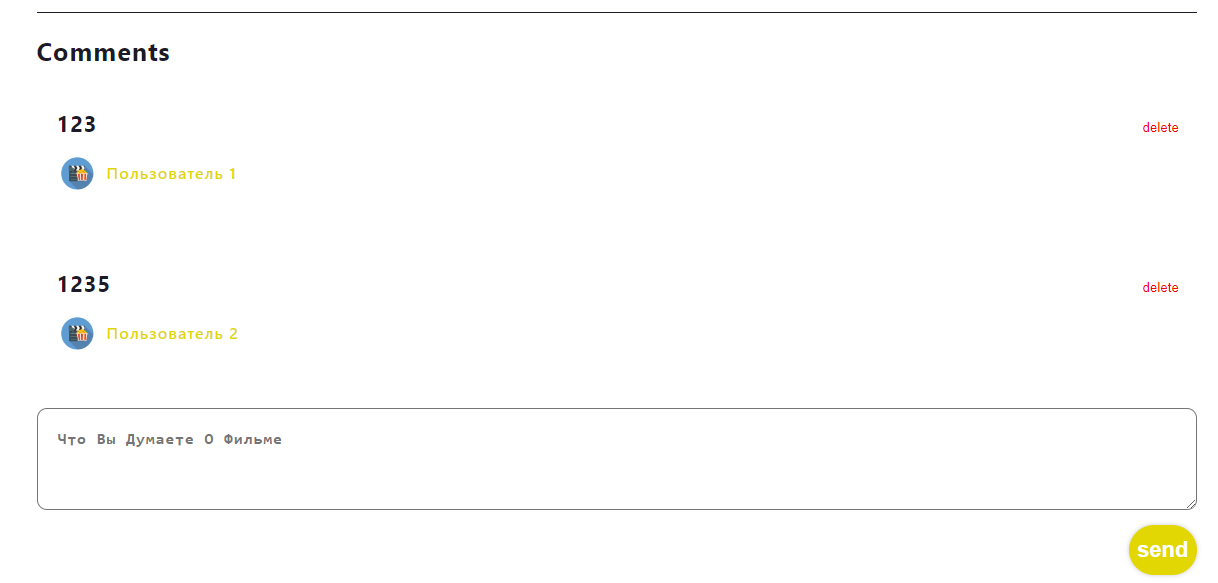 Comments
123
delete
Пользователь 1
1235
delete
Пользователь 2
Что Вы Думаете О Фильме
send